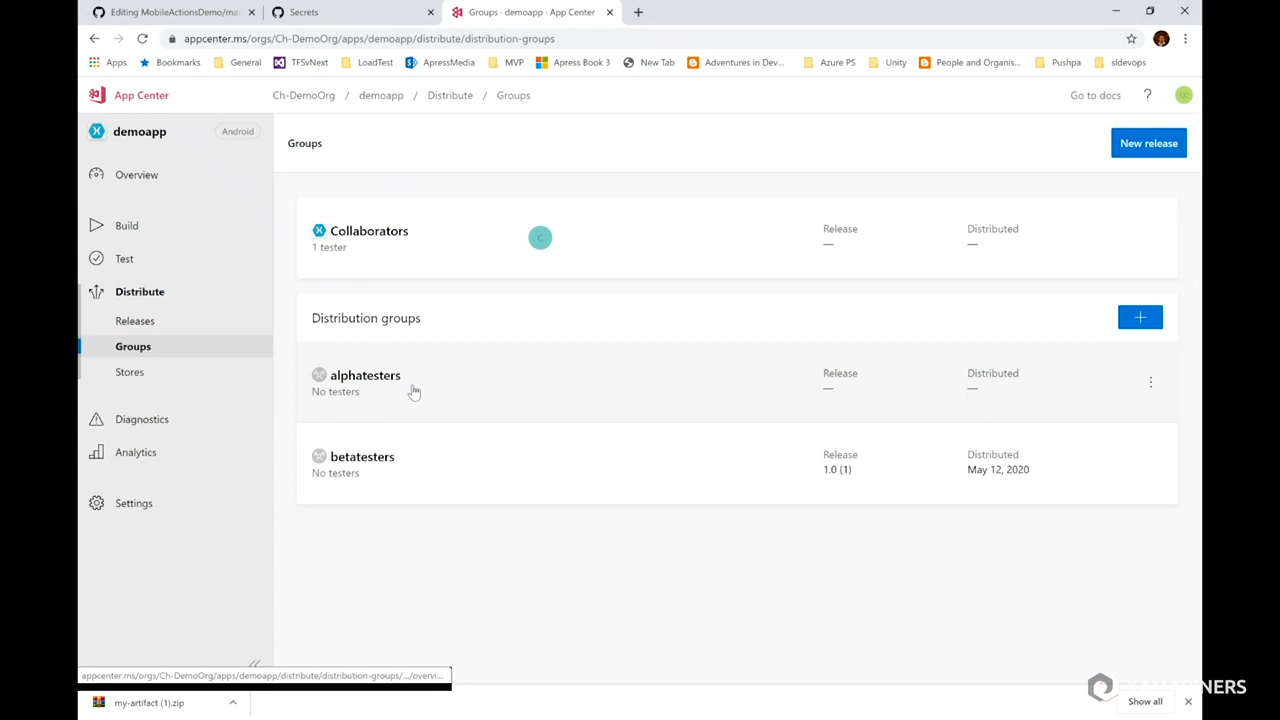 Editing MobileActionsDemo/ma
Secrets
Groups - demoapp - App Center
appcenter.ms/orgs/Ch-DemoOrg/apps/demoapp/distribute/distribution-groups
Apps Bookmarks General TFSvNext LoadTest ApressMedia MVP Apress Book 3 New Tab Adventures in Dev... Azure PS Unity People and Organis... Pushpa sldevops
App Center
Ch-DemoOrg / demoapp / Distribute / Groups
Go to docs ?
demoapp Android
Overview
Build
Test
Distribute
Releases
Groups
Stores
Diagnostics
Analytics
Settings
Groups
New release
Collaborators
1 tester
C
Release
—
Distributed
—
Distribution groups
alphatesters
No testers
Release
—
Distributed
—
betatesters
No testers
Release
1.0 (1)
Distributed
May 12, 2020
appcenter.ms/orgs/Ch-DemoOrg/apps/demoapp/distribute/distribution-groups/.../overvi...
my-artifact (1).zip
Show all